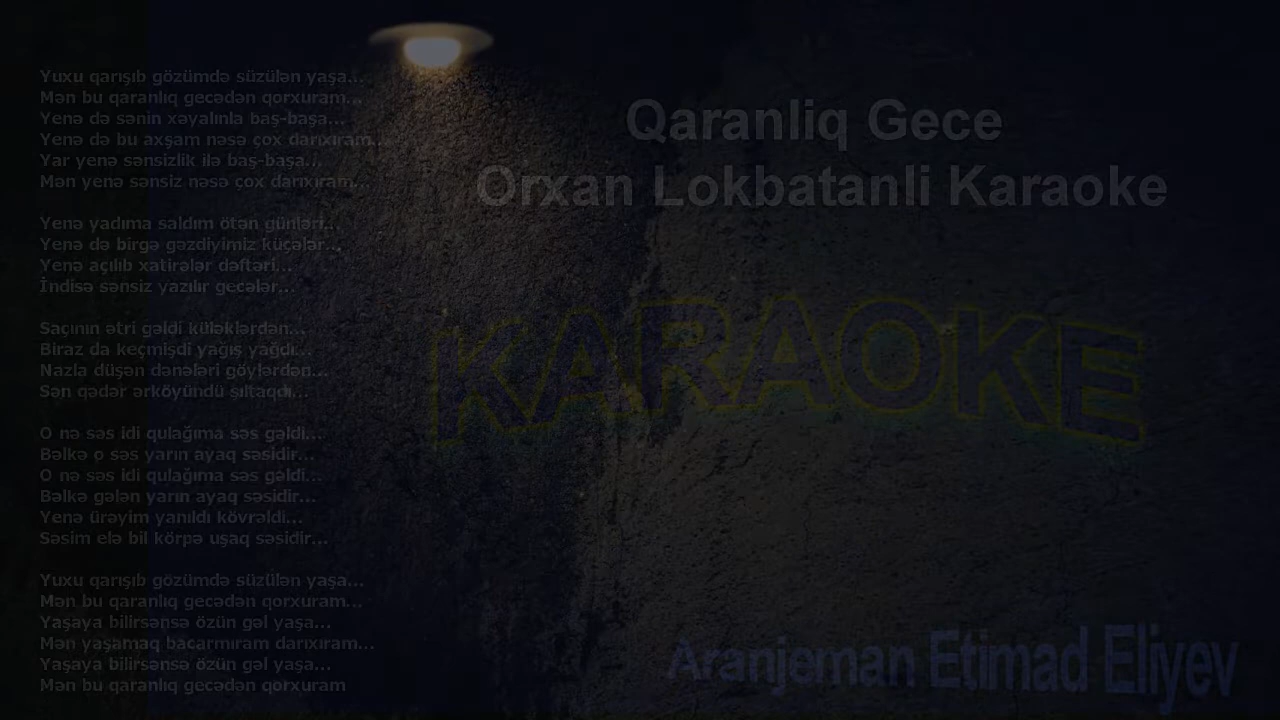 Yuxu qarışıb gözümdə süzülən yaşa...
Mən bu qaranlıq gecədən qorxuram...
Yenə də sənin xəyalınla baş-başa...
Yenə də bu axşam nəsə çox darıxıram...
Yar yenə sənsizlik ilə baş-başa...
Mən yenə sənsiz nəsə çox darıxıram...
Yenə yadıma saldım ötən günləri...
Yenə də birgə gəzdiyimiz küçələr...
Yenə açılıb xatirələr dəftəri...
İndisə sənsiz yazılır gecələr...
Saçının ətri gəldi küləklərdən...
Biraz da keçmişdi yağış yağdı...
Nazla düşən dənələri göylərdən...
Sən qədər ərköyündü şıltaqdı...
O nə səs idi qulağıma səs gəldi...
Bəlkə o səs yarın ayaq səsidir...
O nə səs idi qulağıma səs gəldi...
Bəlkə gələn yarın ayaq səsidir...
Yenə ürəyim yanıldı kövrəldi...
Səsim elə bil körpə uşaq səsidir...
Yuxu qarışıb gözümdə süzülən yaşa...
Mən bu qaranlıq gecədən qorxuram...
Yaşaya bilirsənsə özün gəl yaşa...
Mən yaşamaq bacarmıram darıxıram...
Yaşaya bilirsənsə özün gəl yaşa...
Mən bu qaranlıq gecədən qorxuram
Qaranliq Gece
Orxan Lokbatanli Karaoke
KARAOKE
Aranjeman Etimad Eliyev